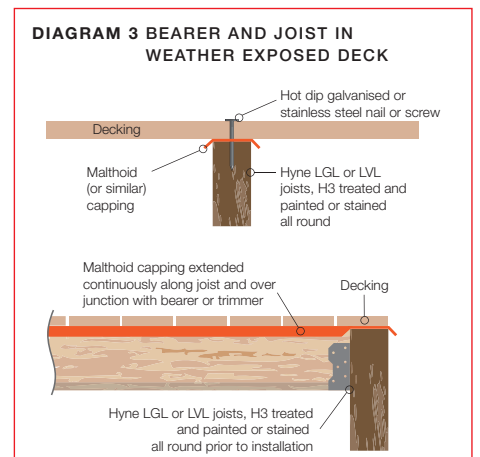 DIAGRAM 3 BEARER AND JOIST IN
WEATHER EXPOSED DECK
Hot dip galvanised or
stainless steel nail or screw
Decking
Malthoid
(or similar)
capping
Hyne LGL or LVL
joists, H3 treated and
painted or stained
all round
Malthoid capping extended
continuously along joist and over
junction with bearer or trimmer
Decking
Hyne LGL or LVL joists, H3 treated
and painted or stained
all round prior to installation